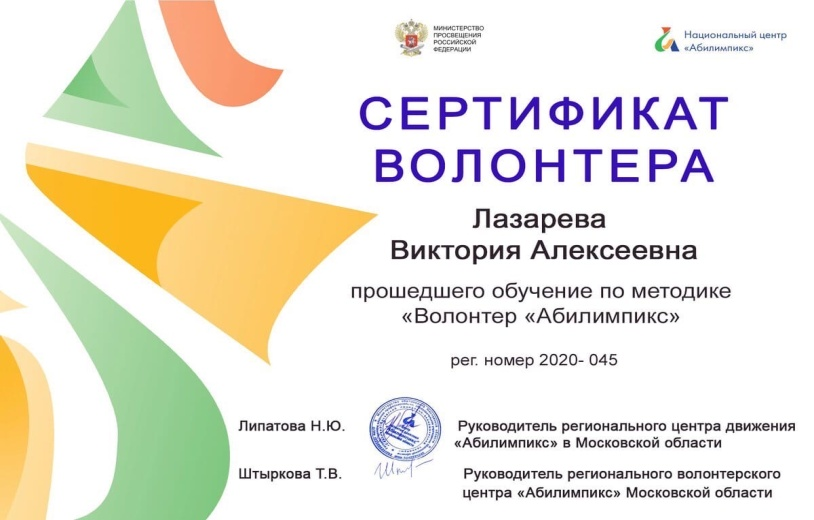 МИНИСТЕРСТВО
ПРОСВЕЩЕНИЯ
РОССИЙСКОЙ
ФЕДЕРАЦИИ
Национальный центр
«Абилимпикс»
СЕРТИФИКАТ
ВОЛОНТЕРА
Лазарева
Виктория Алексеевна
прошедшего обучение по методике
«Волонтер «Абилимпикс»
рег. номер 2020- 045
Липатова Н.Ю.
Руководитель регионального центра движения
«Абилимпикс» в Московской области
Штыркова Т.В.
Руководитель регионального волонтерского
центра «Абилимпикс» Московской области